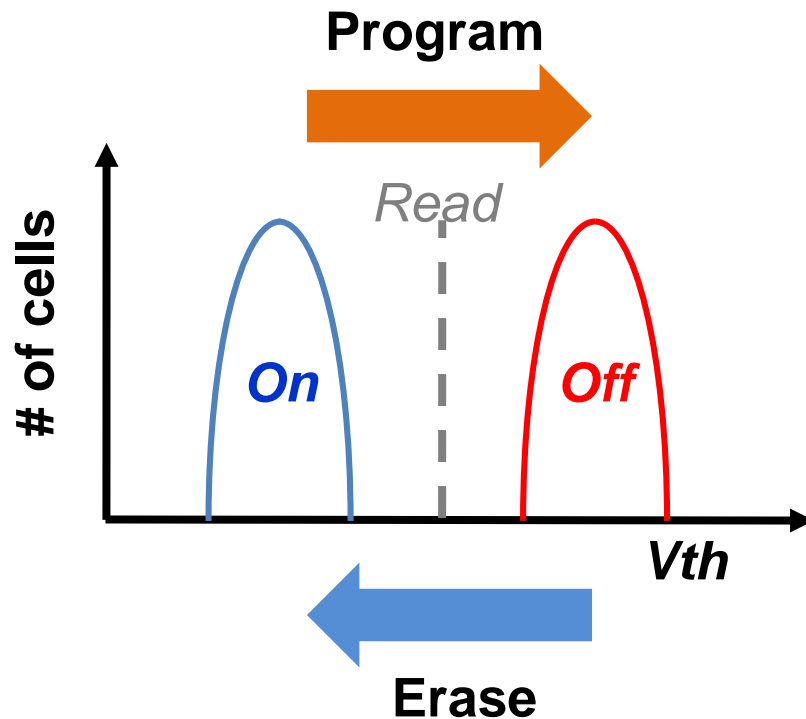 Program
Read
# of cells
On
Off
Vth
Erase